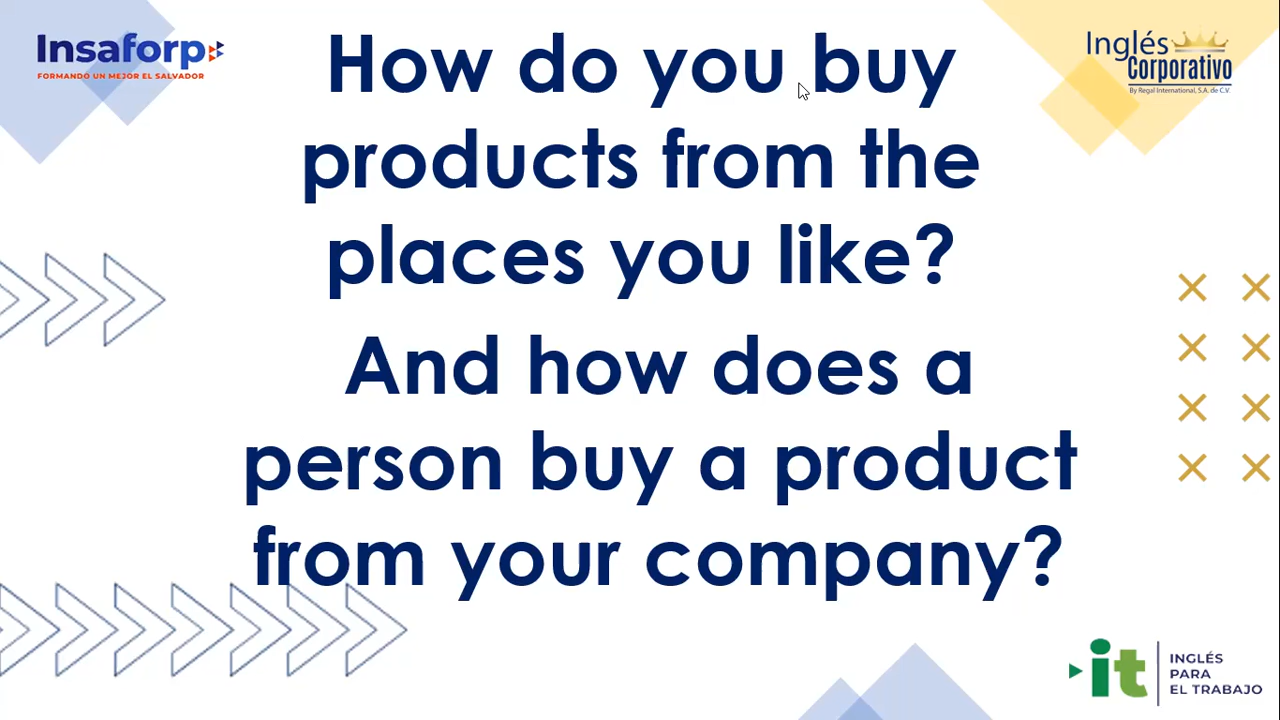 Insaforp
FORMANDO UN MEJOR EL SALVADOR
Inglés
Corporativo
By Regal International, S.A. de C.V.
How do you buy
products from the
places you like?
And how does a
person buy a product
from your company?
it
INGLÉS
PARA
EL TRABAJO